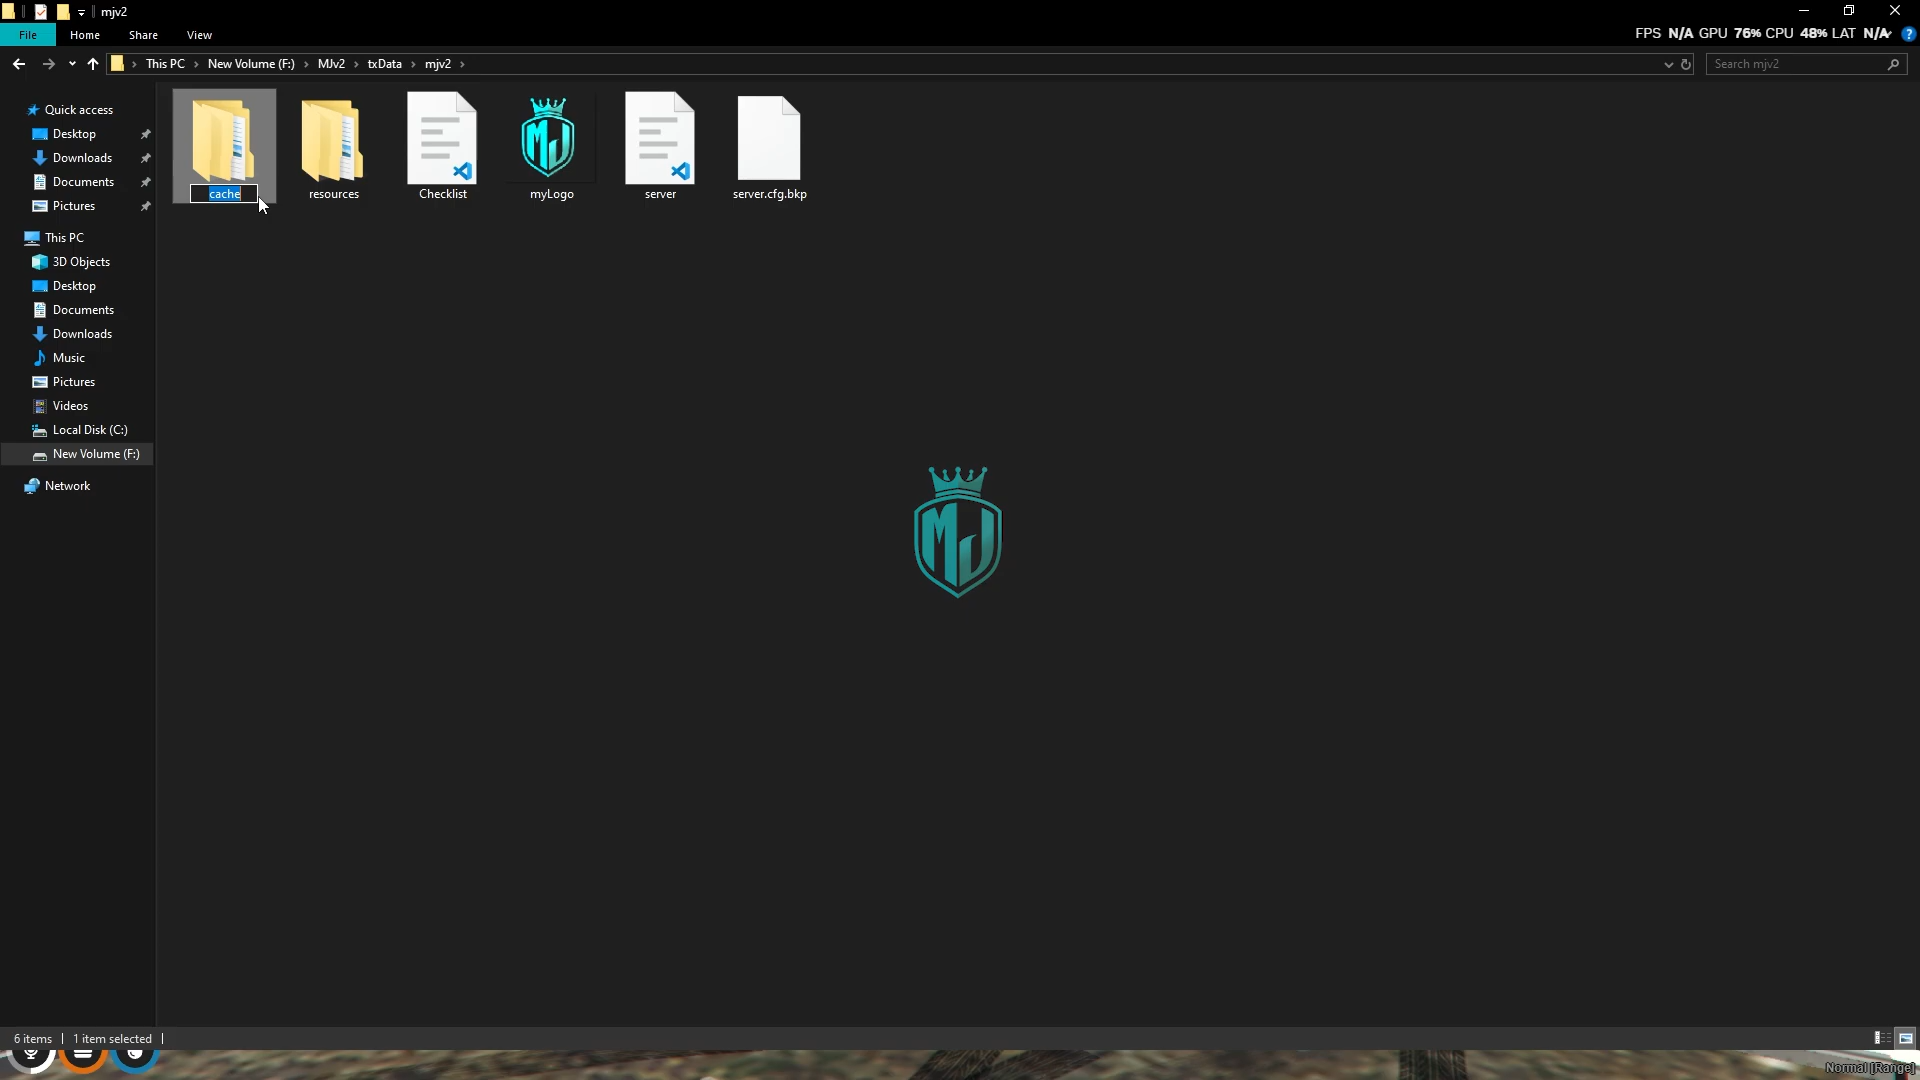 mjv2
File Home Share View
FPS N/A GPU 76% CPU 48% LAT N/A
This PC New Volume (F:) MJv2 txData mjv2
Search mjv2
Quick access
Desktop
Downloads
Documents
Pictures
This PC
3D Objects
Desktop
Documents
Downloads
Music
Pictures
Videos
Local Disk (C:)
New Volume (F:)
Network
cache
resources
Checklist
MJ
myLogo
server
server.cfg.bkp
MJ
6 items 1 item selected
Normal [Range]